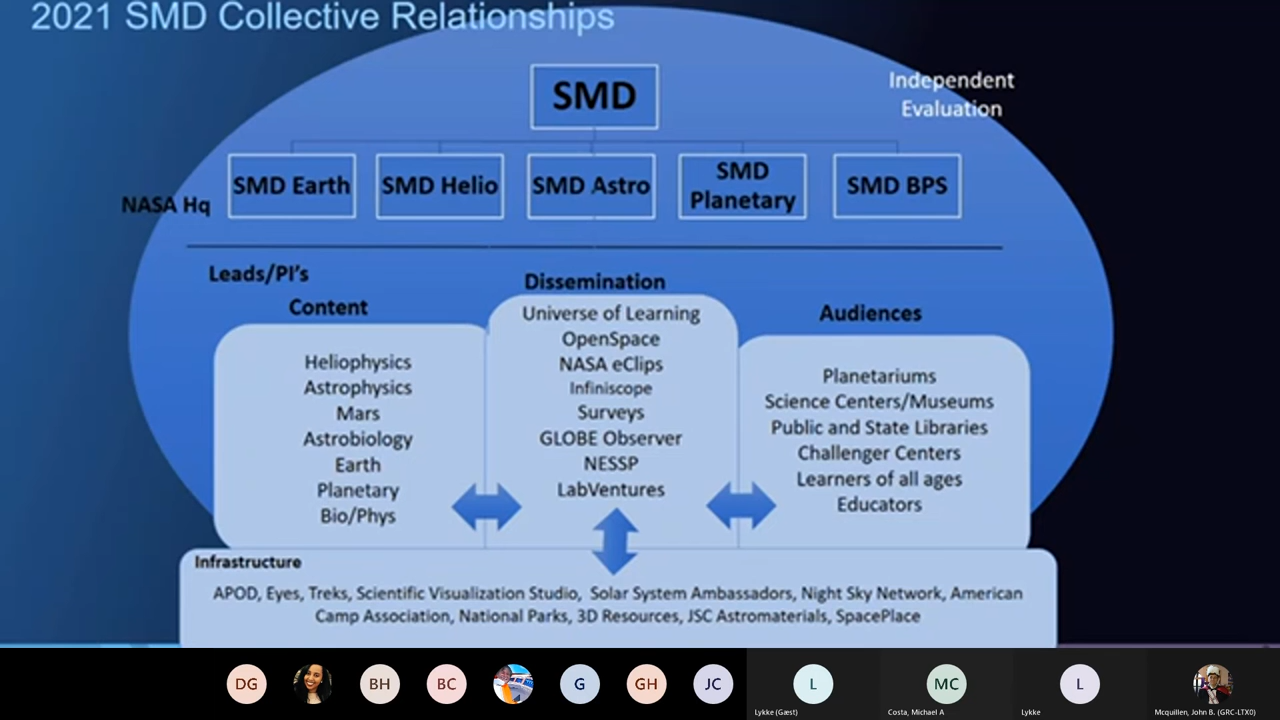 2021 SMD Collective Relationships
SMD
Independent
Evaluation
NASA Hq
SMD Earth
SMD Helio
SMD Astro
SMD
Planetary
SMD BPS
Leads/PI's
Content
Heliophysics
Astrophysics
Mars
Astrobiology
Earth
Planetary
Bio/Phys
Dissemination
Universe of Learning
OpenSpace
NASA eClips
Infiniscope
Surveys
GLOBE Observer
NESSP
LabVentures
Audiences
Planetariums
Science Centers/Museums
Public and State Libraries
Challenger Centers
Learners of all ages
Educators
Infrastructure
APOD, Eyes, Treks, Scientific Visualization Studio, Solar System Ambassadors, Night Sky Network, American
Camp Association, National Parks, 3D Resources, JSC Astromaterials, SpacePlace
DG
BH
BC
G
GH
JC
L
MC
L
Lykke (Gæst)
Costa, Michael A
Lykke
Mcquillen, John B. (GRC-LTX0)